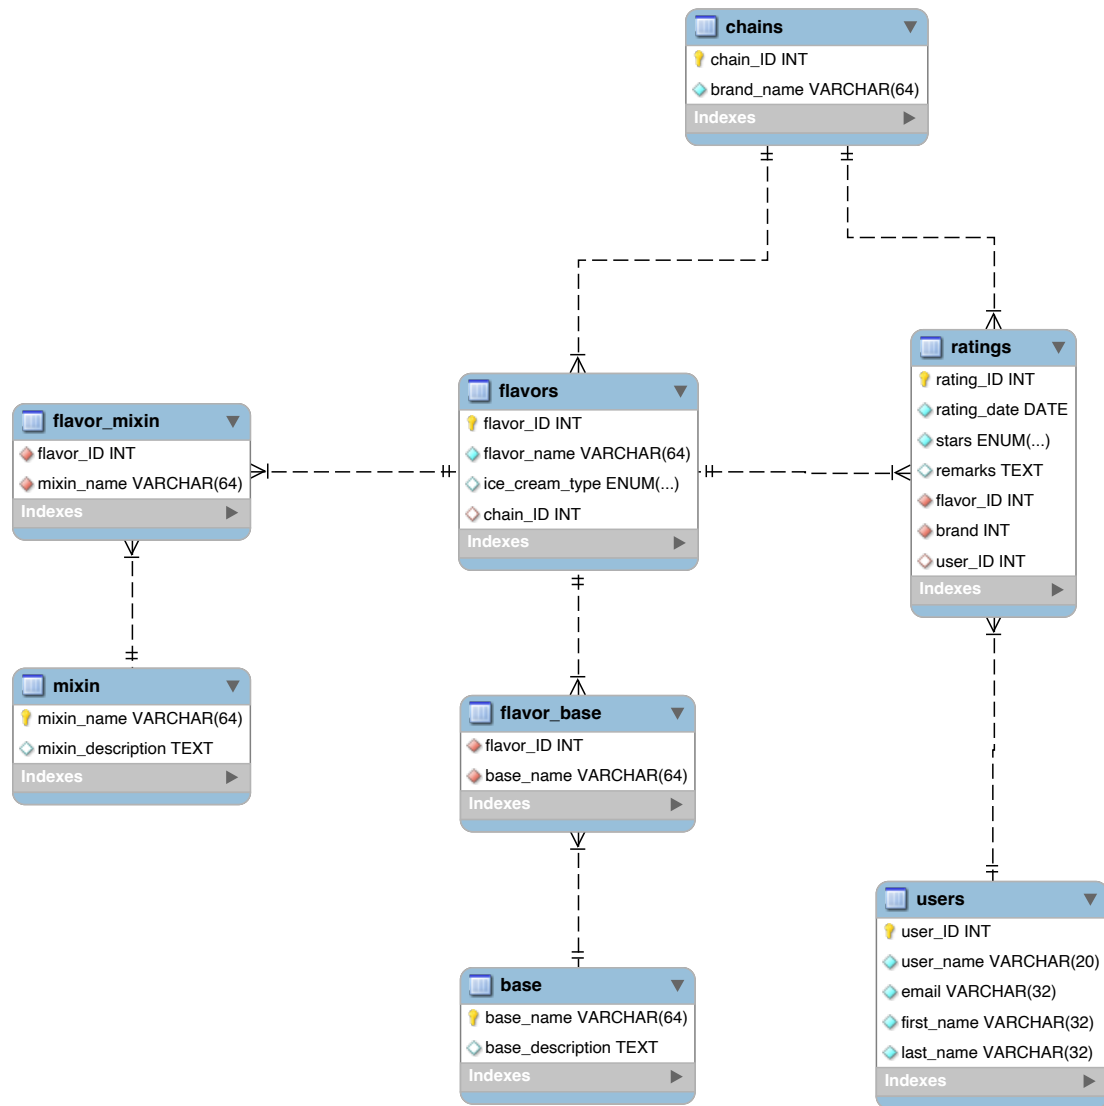 chains
chain_ID INT
brand_name VARCHAR(64)
Indexes
ratings
rating_ID INT
rating_date DATE
stars ENUM(...)
remarks TEXT
flavor_ID INT
brand INT
user_ID INT
Indexes
flavors
flavor_ID INT
flavor_name VARCHAR(64)
ice_cream_type ENUM(...)
chain_ID INT
Indexes
flavor_mixin
flavor_ID INT
mixin_name VARCHAR(64)
Indexes
mixin
mixin_name VARCHAR(64)
mixin_description TEXT
Indexes
flavor_base
flavor_ID INT
base_name VARCHAR(64)
Indexes
base
base_name VARCHAR(64)
base_description TEXT
Indexes
users
user_ID INT
user_name VARCHAR(20)
email VARCHAR(32)
first_name VARCHAR(32)
last_name VARCHAR(32)
Indexes